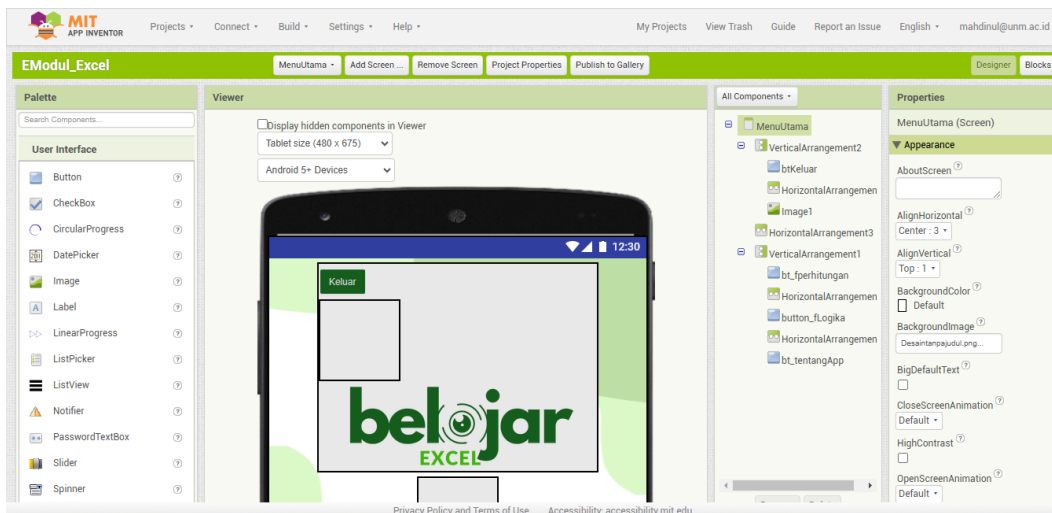 MIT
APP INVENTOR
Projects
Connect
Build
Settings
Help
My Projects
View Trash
Guide
Report an Issue
English
mahdinul@unm.ac.id
EModul_Excel
MenuUtama
Add Screen ...
Remove Screen
Project Properties
Publish to Gallery
Designer
Blocks
Palette
Search Components...
User Interface
Button
CheckBox
CircularProgress
DatePicker
Image
Label
LinearProgress
ListPicker
ListView
Notifier
PasswordTextBox
Slider
Spinner
Viewer
Display hidden components in Viewer
Tablet size (480 x 675)
Android 5+ Devices
12:30
Keluar
belajar
EXCEL
All Components
MenuUtama
VerticalArrangement2
btKeluar
HorizontalArrangemen
Image1
HorizontalArrangement3
VerticalArrangement1
bt_fperhitungan
HorizontalArrangemen
button_fLogika
HorizontalArrangemen
bt_tentangApp
Properties
MenuUtama (Screen)
Appearance
AboutScreen
AlignHorizontal
Center : 3
AlignVertical
Top : 1
BackgroundColor
Default
BackgroundImage
Desaintanpajudul.png...
BigDefaultText
CloseScreenAnimation
Default
HighContrast
OpenScreenAnimation
Default
Privacy Policy and Terms of Use
Accessibility: accessibility.mit.edu